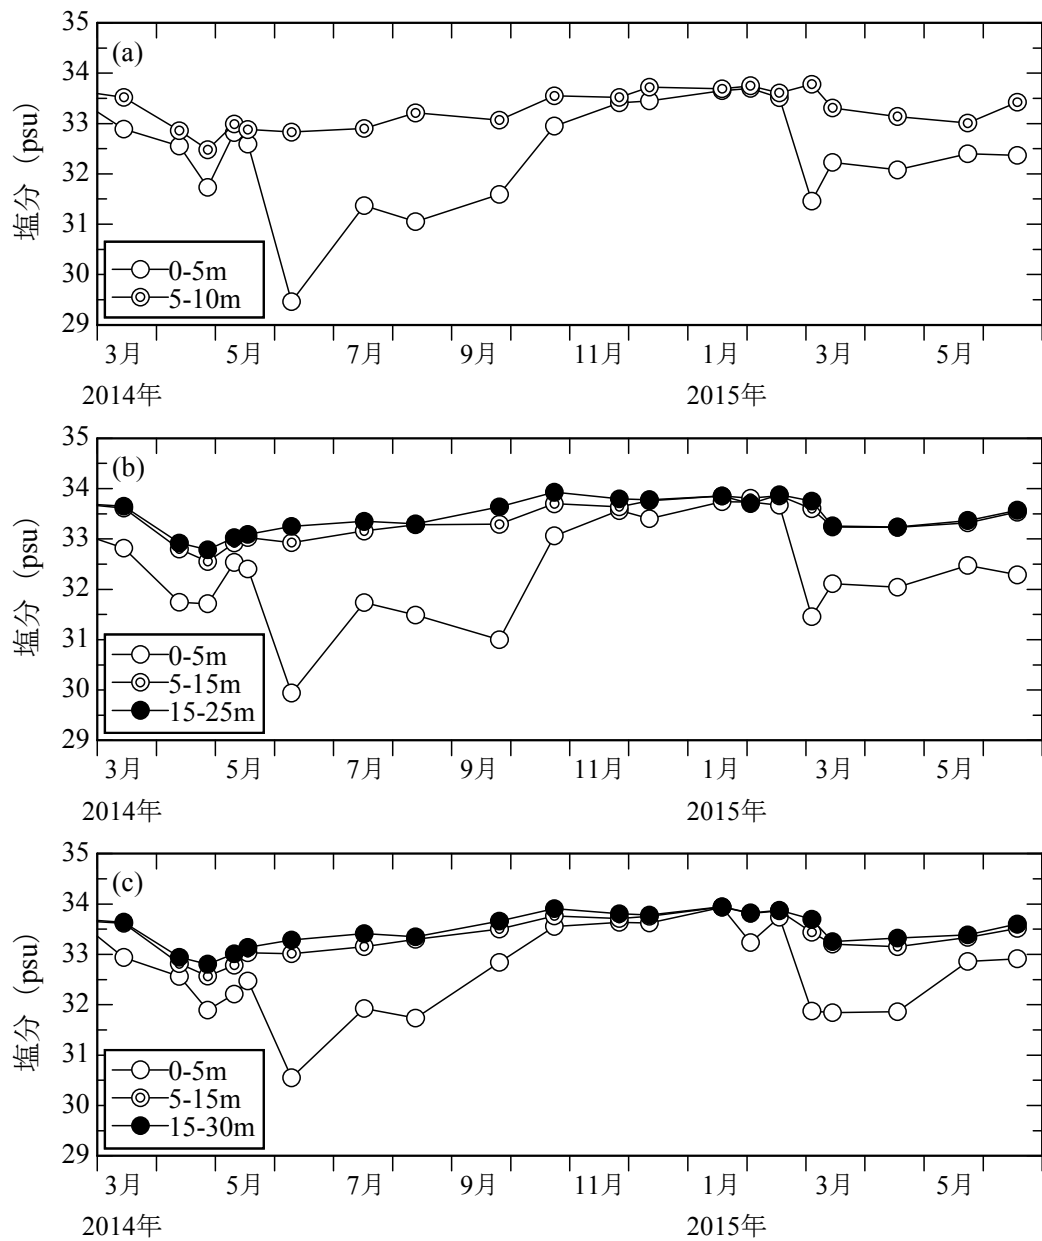 35
(a)
34
33
32
31
30
29
塩分 (psu)
0-5m
5-10m
3月 5月 7月 9月 11月 1月 3月 5月
2014年 2015年
35
(b)
34
33
32
31
30
29
塩分 (psu)
0-5m
5-15m
15-25m
3月 5月 7月 9月 11月 1月 3月 5月
2014年 2015年
35
(c)
34
33
32
31
30
29
塩分 (psu)
0-5m
5-15m
15-30m
3月 5月 7月 9月 11月 1月 3月 5月
2014年 2015年